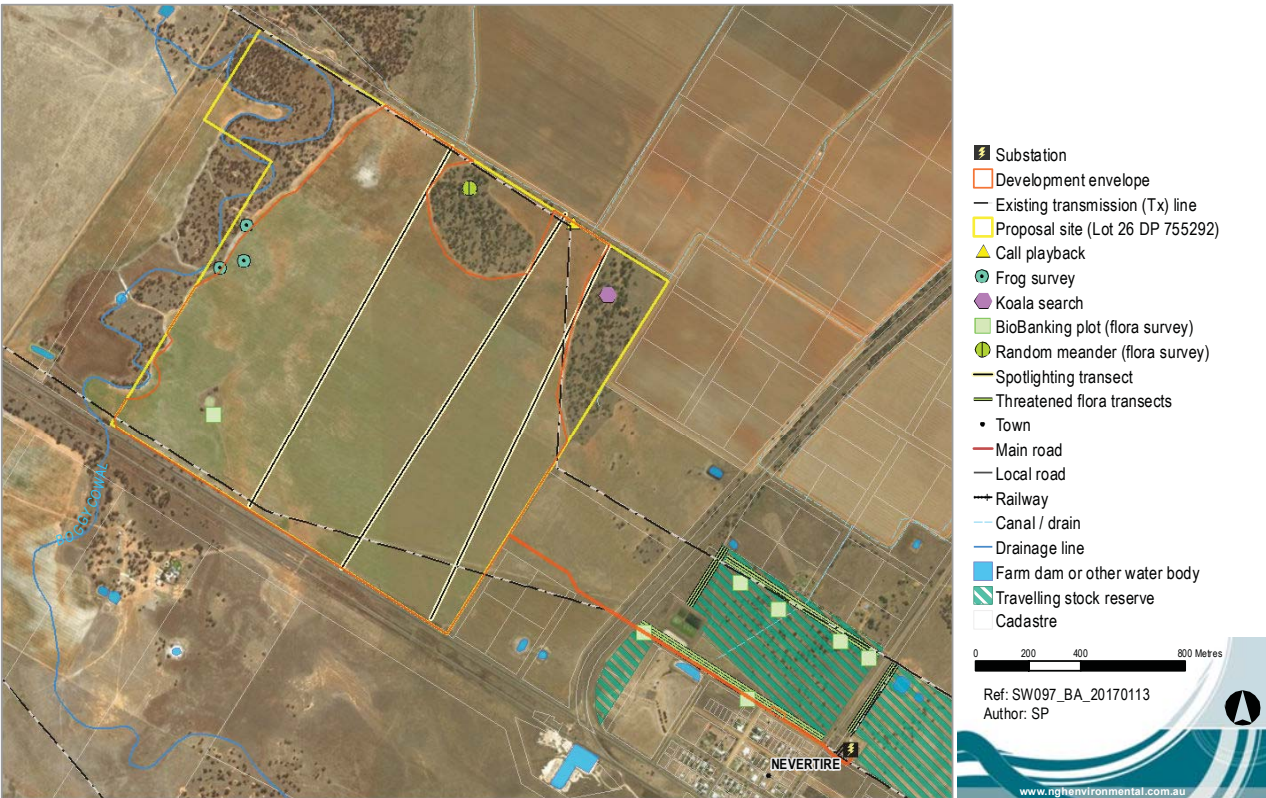 Substation
Development envelope
Existing transmission (Tx) line
Proposal site (Lot 26 DP 755292)
Call playback
Frog survey
Koala search
BioBanking plot (flora survey)
Random meander (flora survey)
Spotlighting transect
Threatened flora transects
Town
Main road
Local road
Railway
Canal / drain
Drainage line
Farm dam or other water body
Travelling stock reserve
Cadastre
0 200 400 800 Metres
Ref: SW097_BA_20170113
Author: SP
www.nghenvironmental.com.au
COWAL
NEVERTIRE